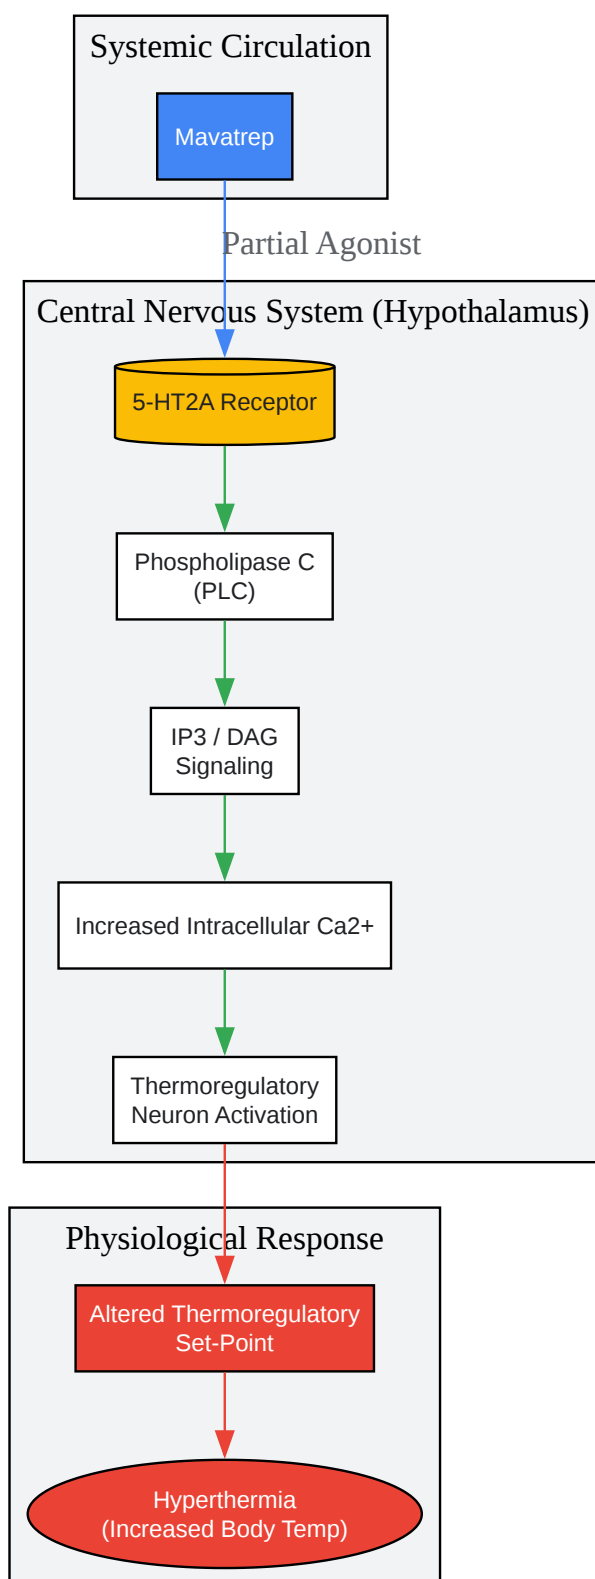 Systemic Circulation
Mavatrep
Partial Agonist
Central Nervous System (Hypothalamus)
5-HT2A Receptor
Phospholipase C
(PLC)
IP3 / DAG
Signaling
Increased Intracellular Ca2+
Thermoregulatory
Neuron Activation
Physiological Response
Altered Thermoregulatory
Set-Point
Hyperthermia
(Increased Body Temp)